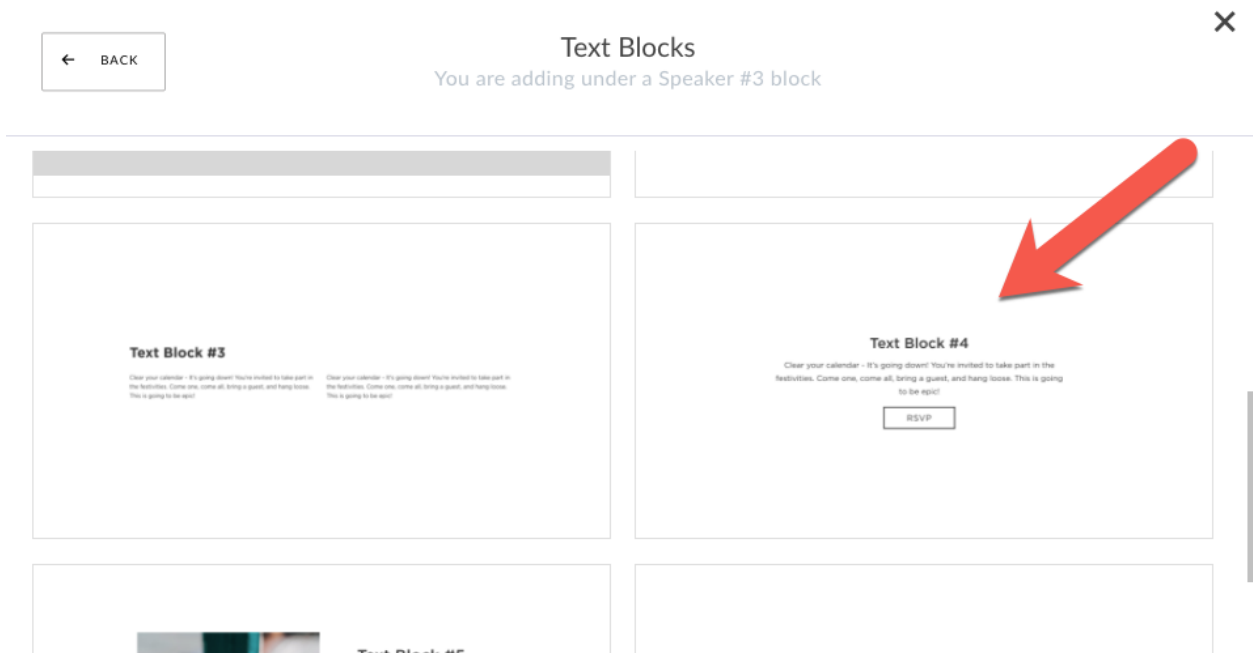 BACK
Text Blocks
You are adding under a Speaker #3 block
Text Block #3
Clear your calendar - It's going down! You're invited to take part in
the festivities. Come one, come all, bring a guest, and hang loose.
This is going to be epic!
Clear your calendar - It's going down! You're invited to take part in
the festivities. Come one, come all, bring a guest, and hang loose.
This is going to be epic!
Text Block #4
Clear your calendar - It's going down! You're invited to take part in the
festivities. Come one, come all, bring a guest, and hang loose. This is going
to be epic!
RSVP
Text Block #5